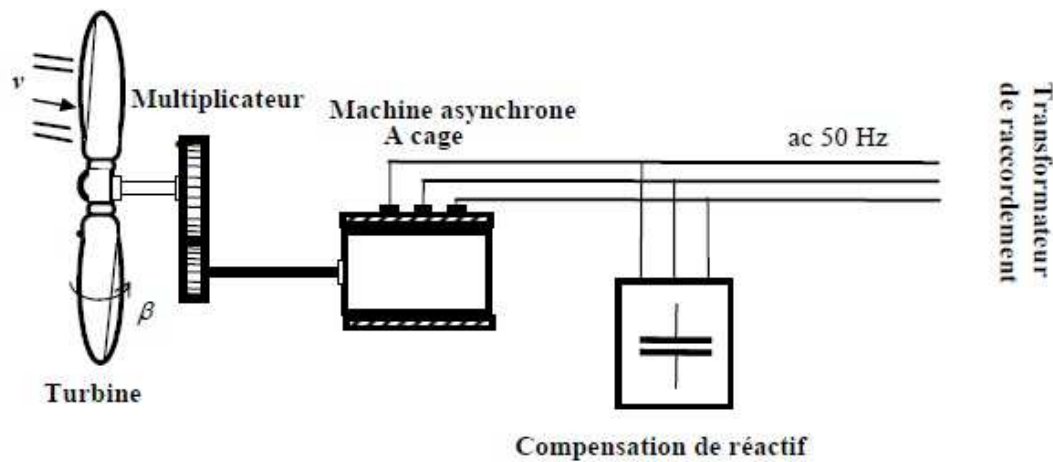 v
Multiplicateur
Machine asynchrone
A cage
ac 50 Hz
Transformateur
de raccordement
β
Turbine
Compensation de réactif